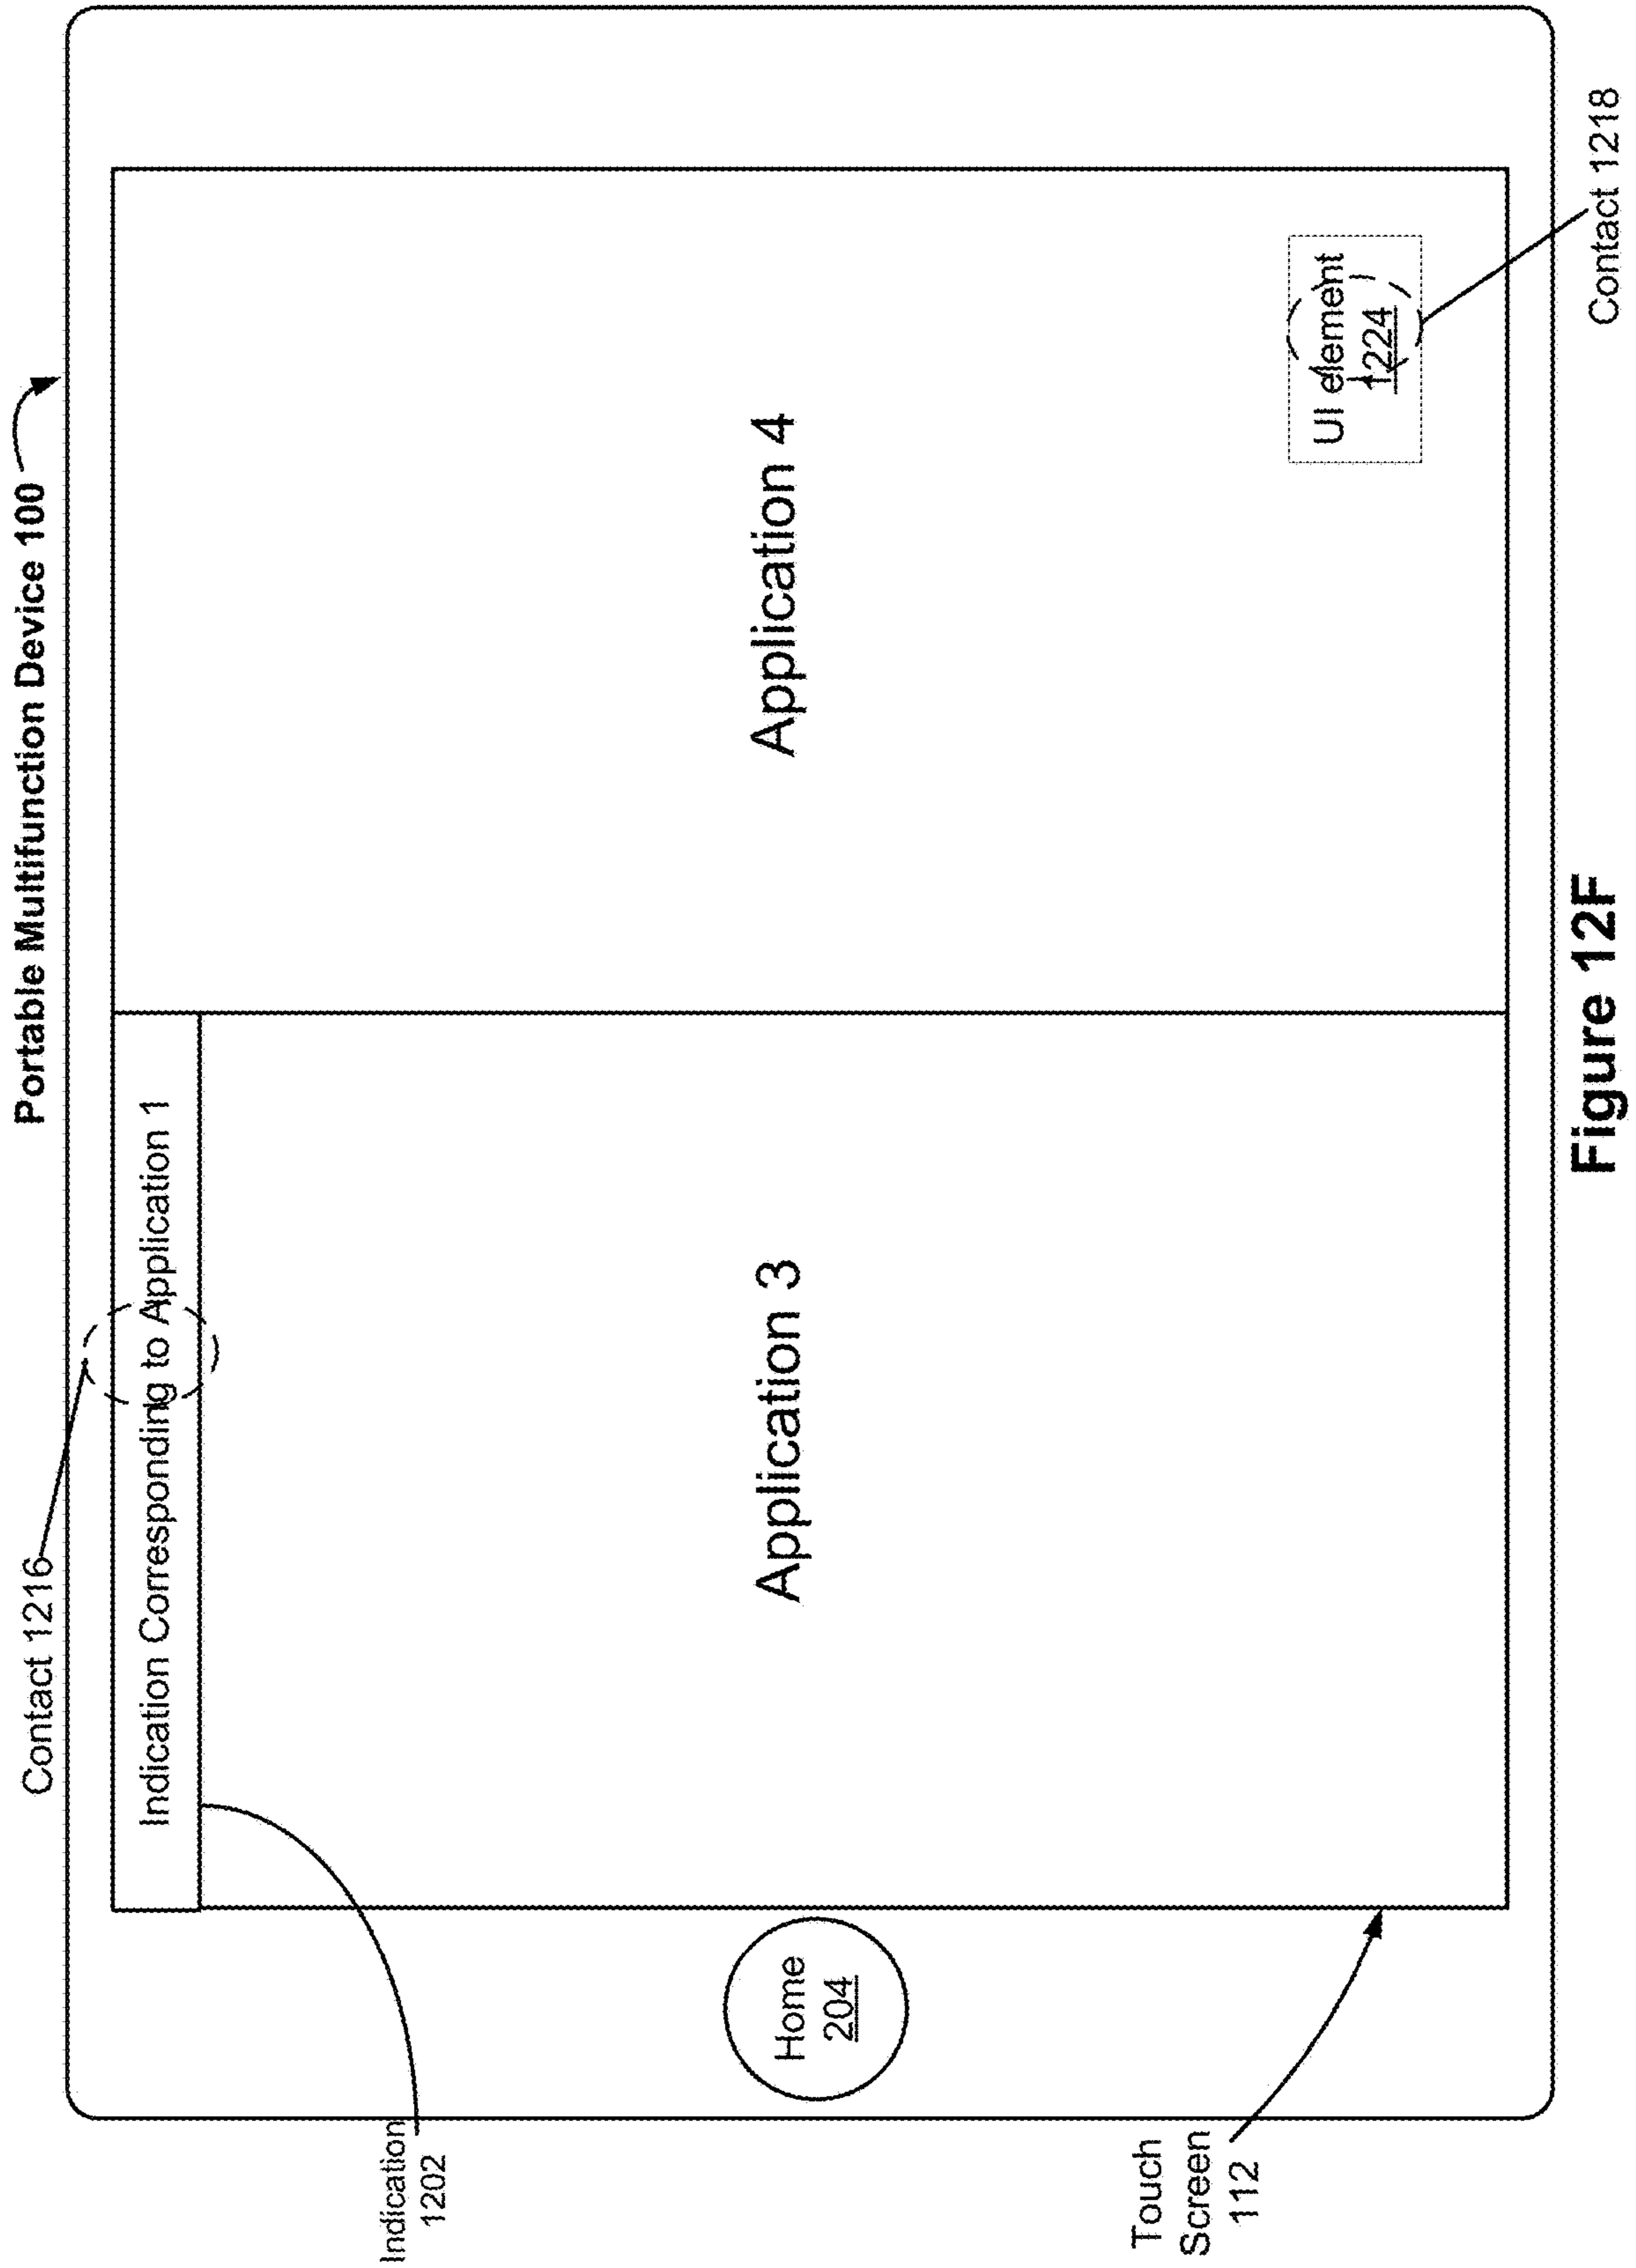 Portable Multifunction Device 100
Contact 1216
Indication Corresponding to Application 1
Indication
1202
Application 3
Application 4
Home
204
UI element
1224
Touch
Screen
112
Contact 1218
Figure 12F